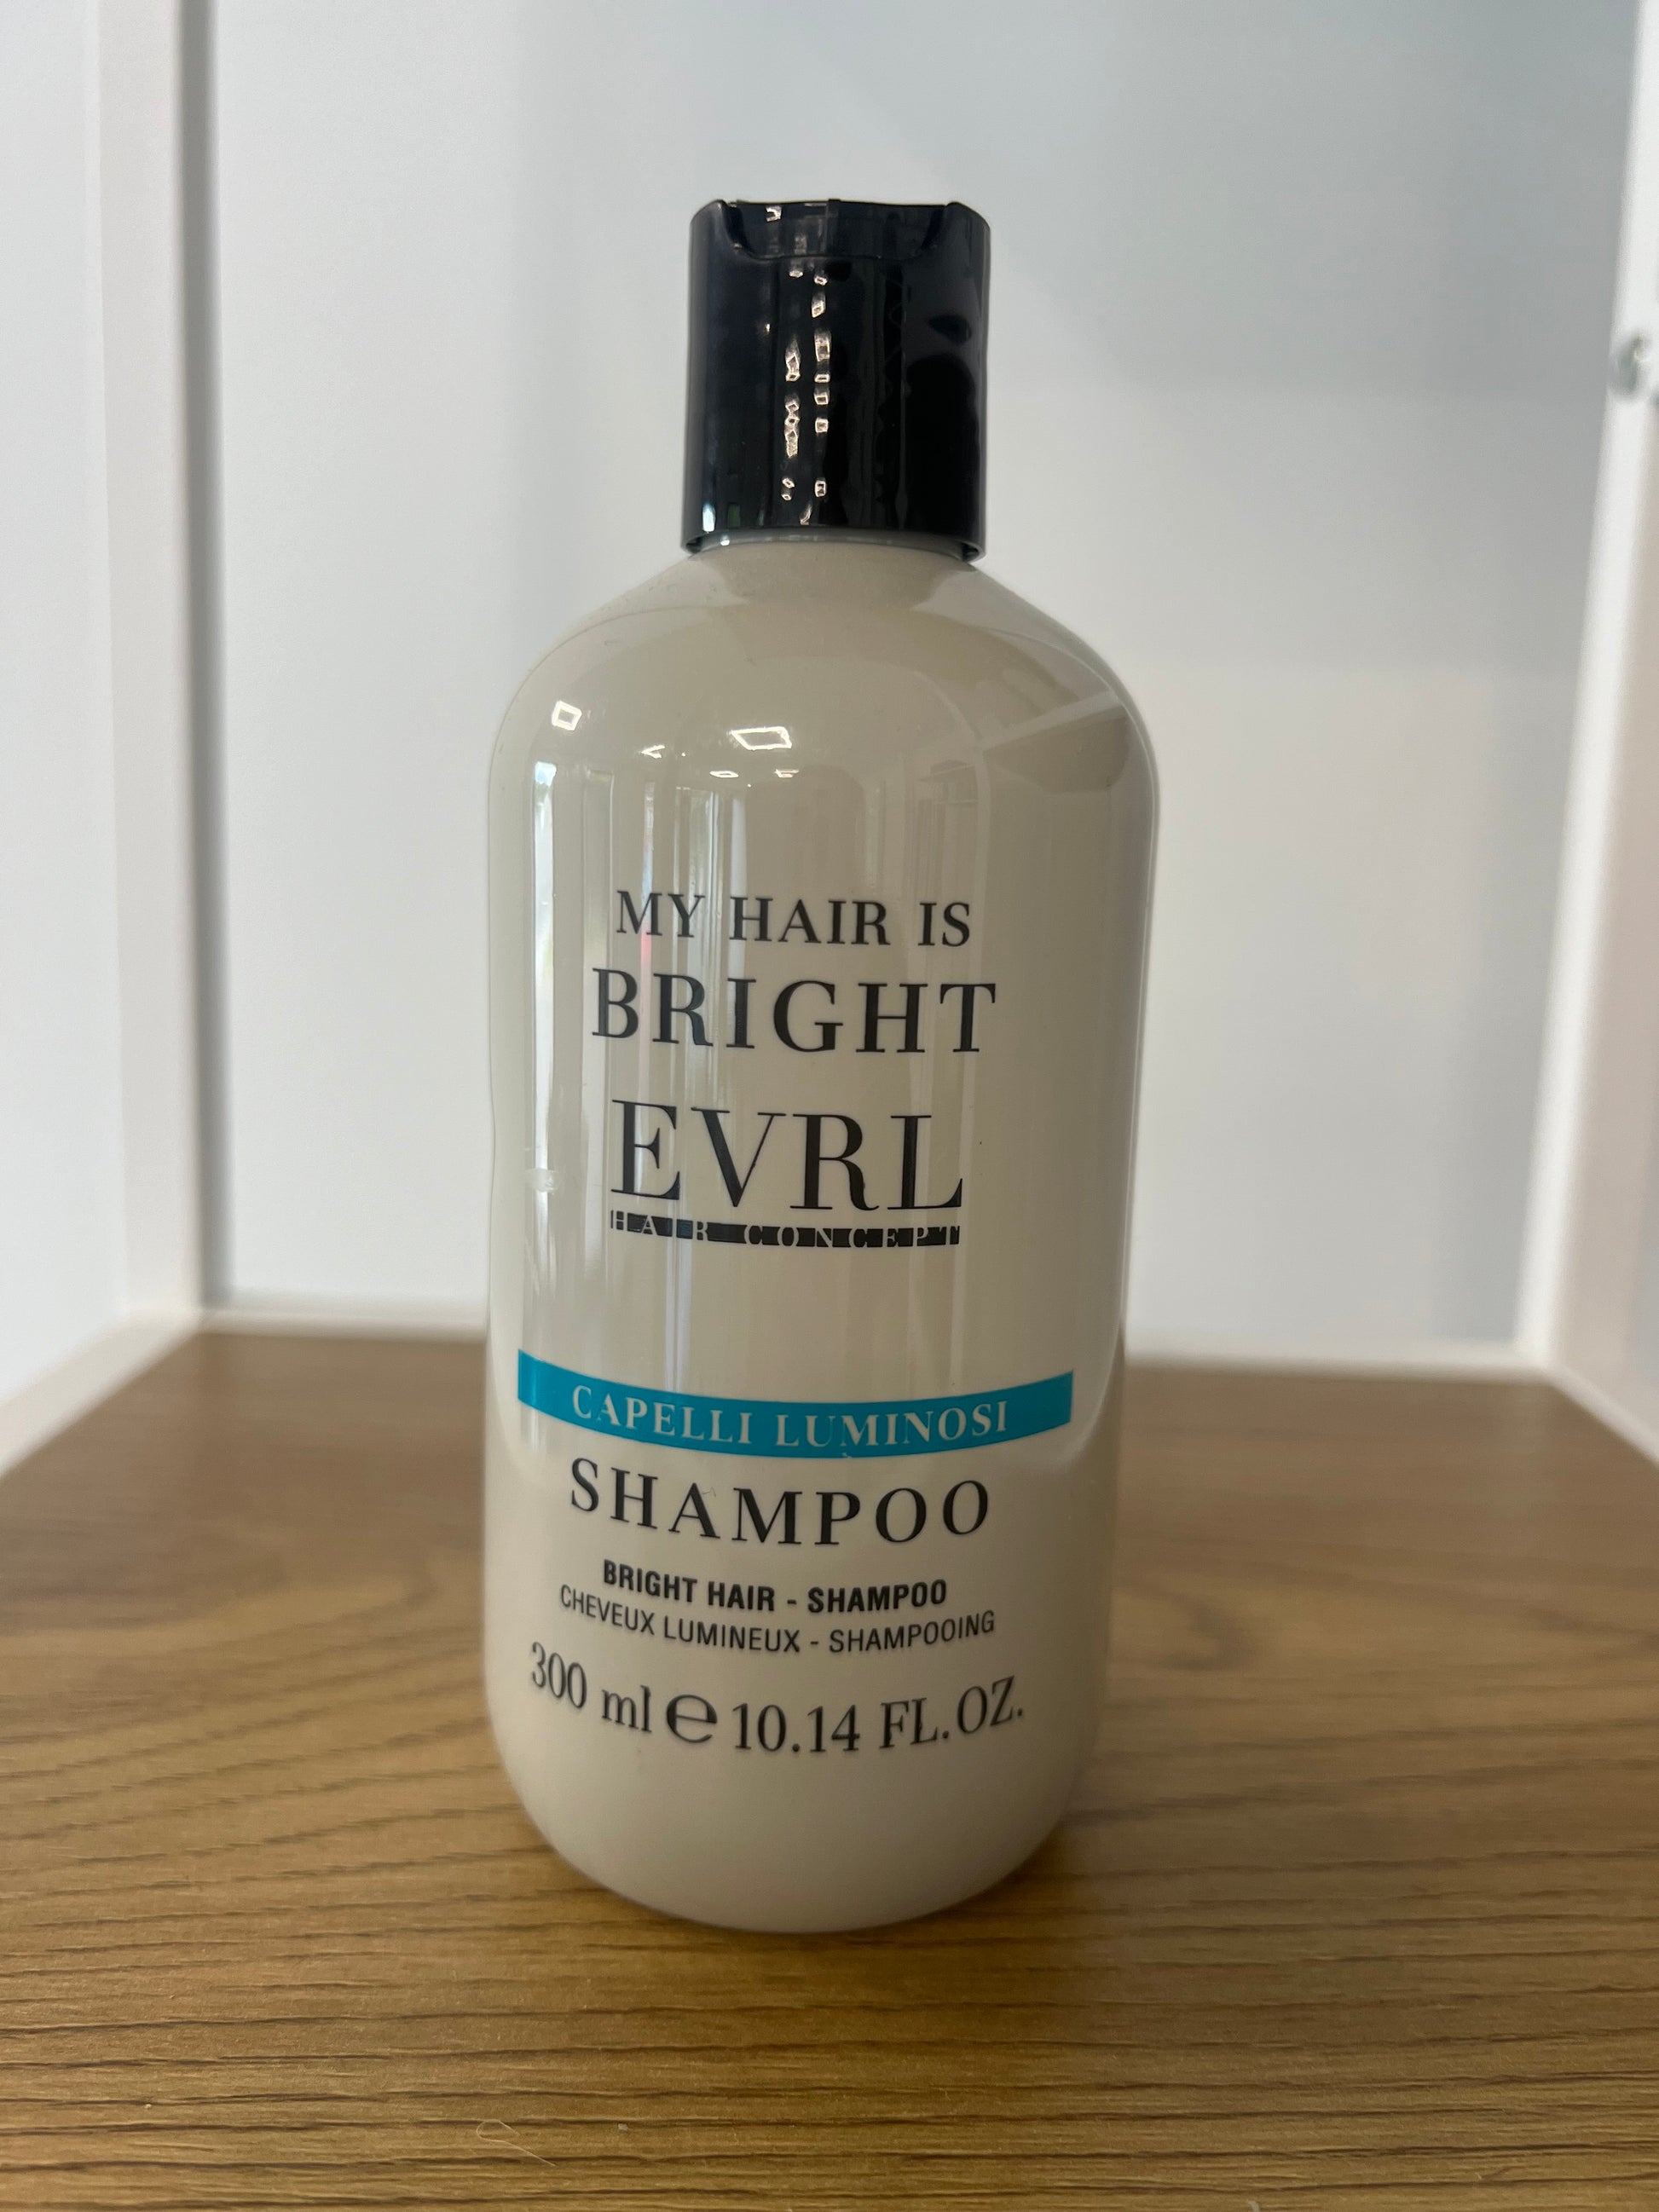 MY HAIR IS
BRIGHT
EVRL
HAIR CONCEPT
CAPELLI LUMINOSI
SHAMPOO
BRIGHT HAIR - SHAMPOO
CHEVEUX LUMINEUX - SHAMPOOING
300 ml ℮ 10.14 FL.OZ.